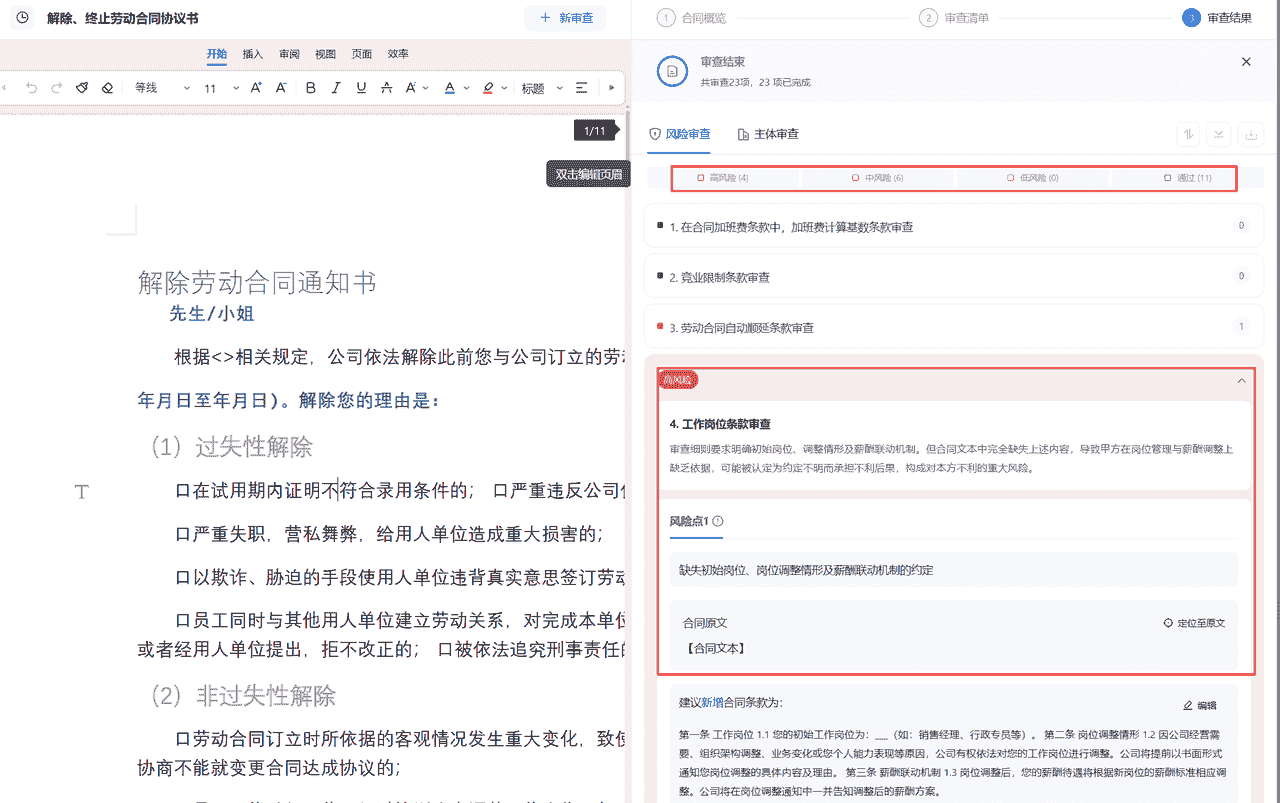 解除、终止劳动合同协议书
＋ 新审查
开始 插入 审阅 视图 页面 效率
等线 11 A+ A- B I U A A A 标题
1/11
双击编辑页眉
解除劳动合同通知书
先生/小姐
根据<>相关规定，公司依法解除此前您与公司订立的劳动
年月日至年月日)。解除您的理由是：
（1）过失性解除
口在试用期内证明不符合录用条件的； 口严重违反公司
口严重失职，营私舞弊，给用人单位造成重大损害的；
口以欺诈、胁迫的手段使用人单位违背真实意思签订劳动
口员工同时与其他用人单位建立劳动关系，对完成本单位
或者经用人单位提出，拒不改正的； 口被依法追究刑事责任的
（2）非过失性解除
口劳动合同订立时所依据的客观情况发生重大变化，致使
协商不能就变更合同达成协议的；
1 合同概览
2 审查清单
3 审查结果
审查结束
共审查23项，23 项已完成
风险审查 主体审查
高风险 (4) 中风险 (6) 低风险 (0) 通过 (11)
1. 在合同加班费条款中，加班费计算基数条款审查 0
2. 竞业限制条款审查 0
3. 劳动合同自动顺延条款审查 1
高风险
4. 工作岗位条款审查
审查细则要求明确初始岗位、调整情形及薪酬联动机制。但合同文本中完全缺失上述内容，导致甲方在岗位管理与薪酬调整上
缺乏依据，可能被认定为约定不明而承担不利后果，构成对本方不利的重大风险。
风险点1
缺失初始岗位、岗位调整情形及薪酬联动机制的约定
合同原文 定位至原文
【合同文本】
建议新增合同条款为： 编辑
第一条 工作岗位 1.1 您的初始工作岗位为：__（如：销售经理、行政专员等）。 第二条 岗位调整情形 1.2 因公司经营需
要、组织架构调整、业务变化或您个人能力表现等原因，公司有权依法对您的工作岗位进行调整。公司将提前以书面形式
通知您岗位调整的具体内容及理由。 第三条 薪酬联动机制 1.3 岗位调整后，您的薪酬待遇将根据新岗位的薪酬标准相应调
整。公司将在岗位调整通知中一并告知调整后的薪酬方案。